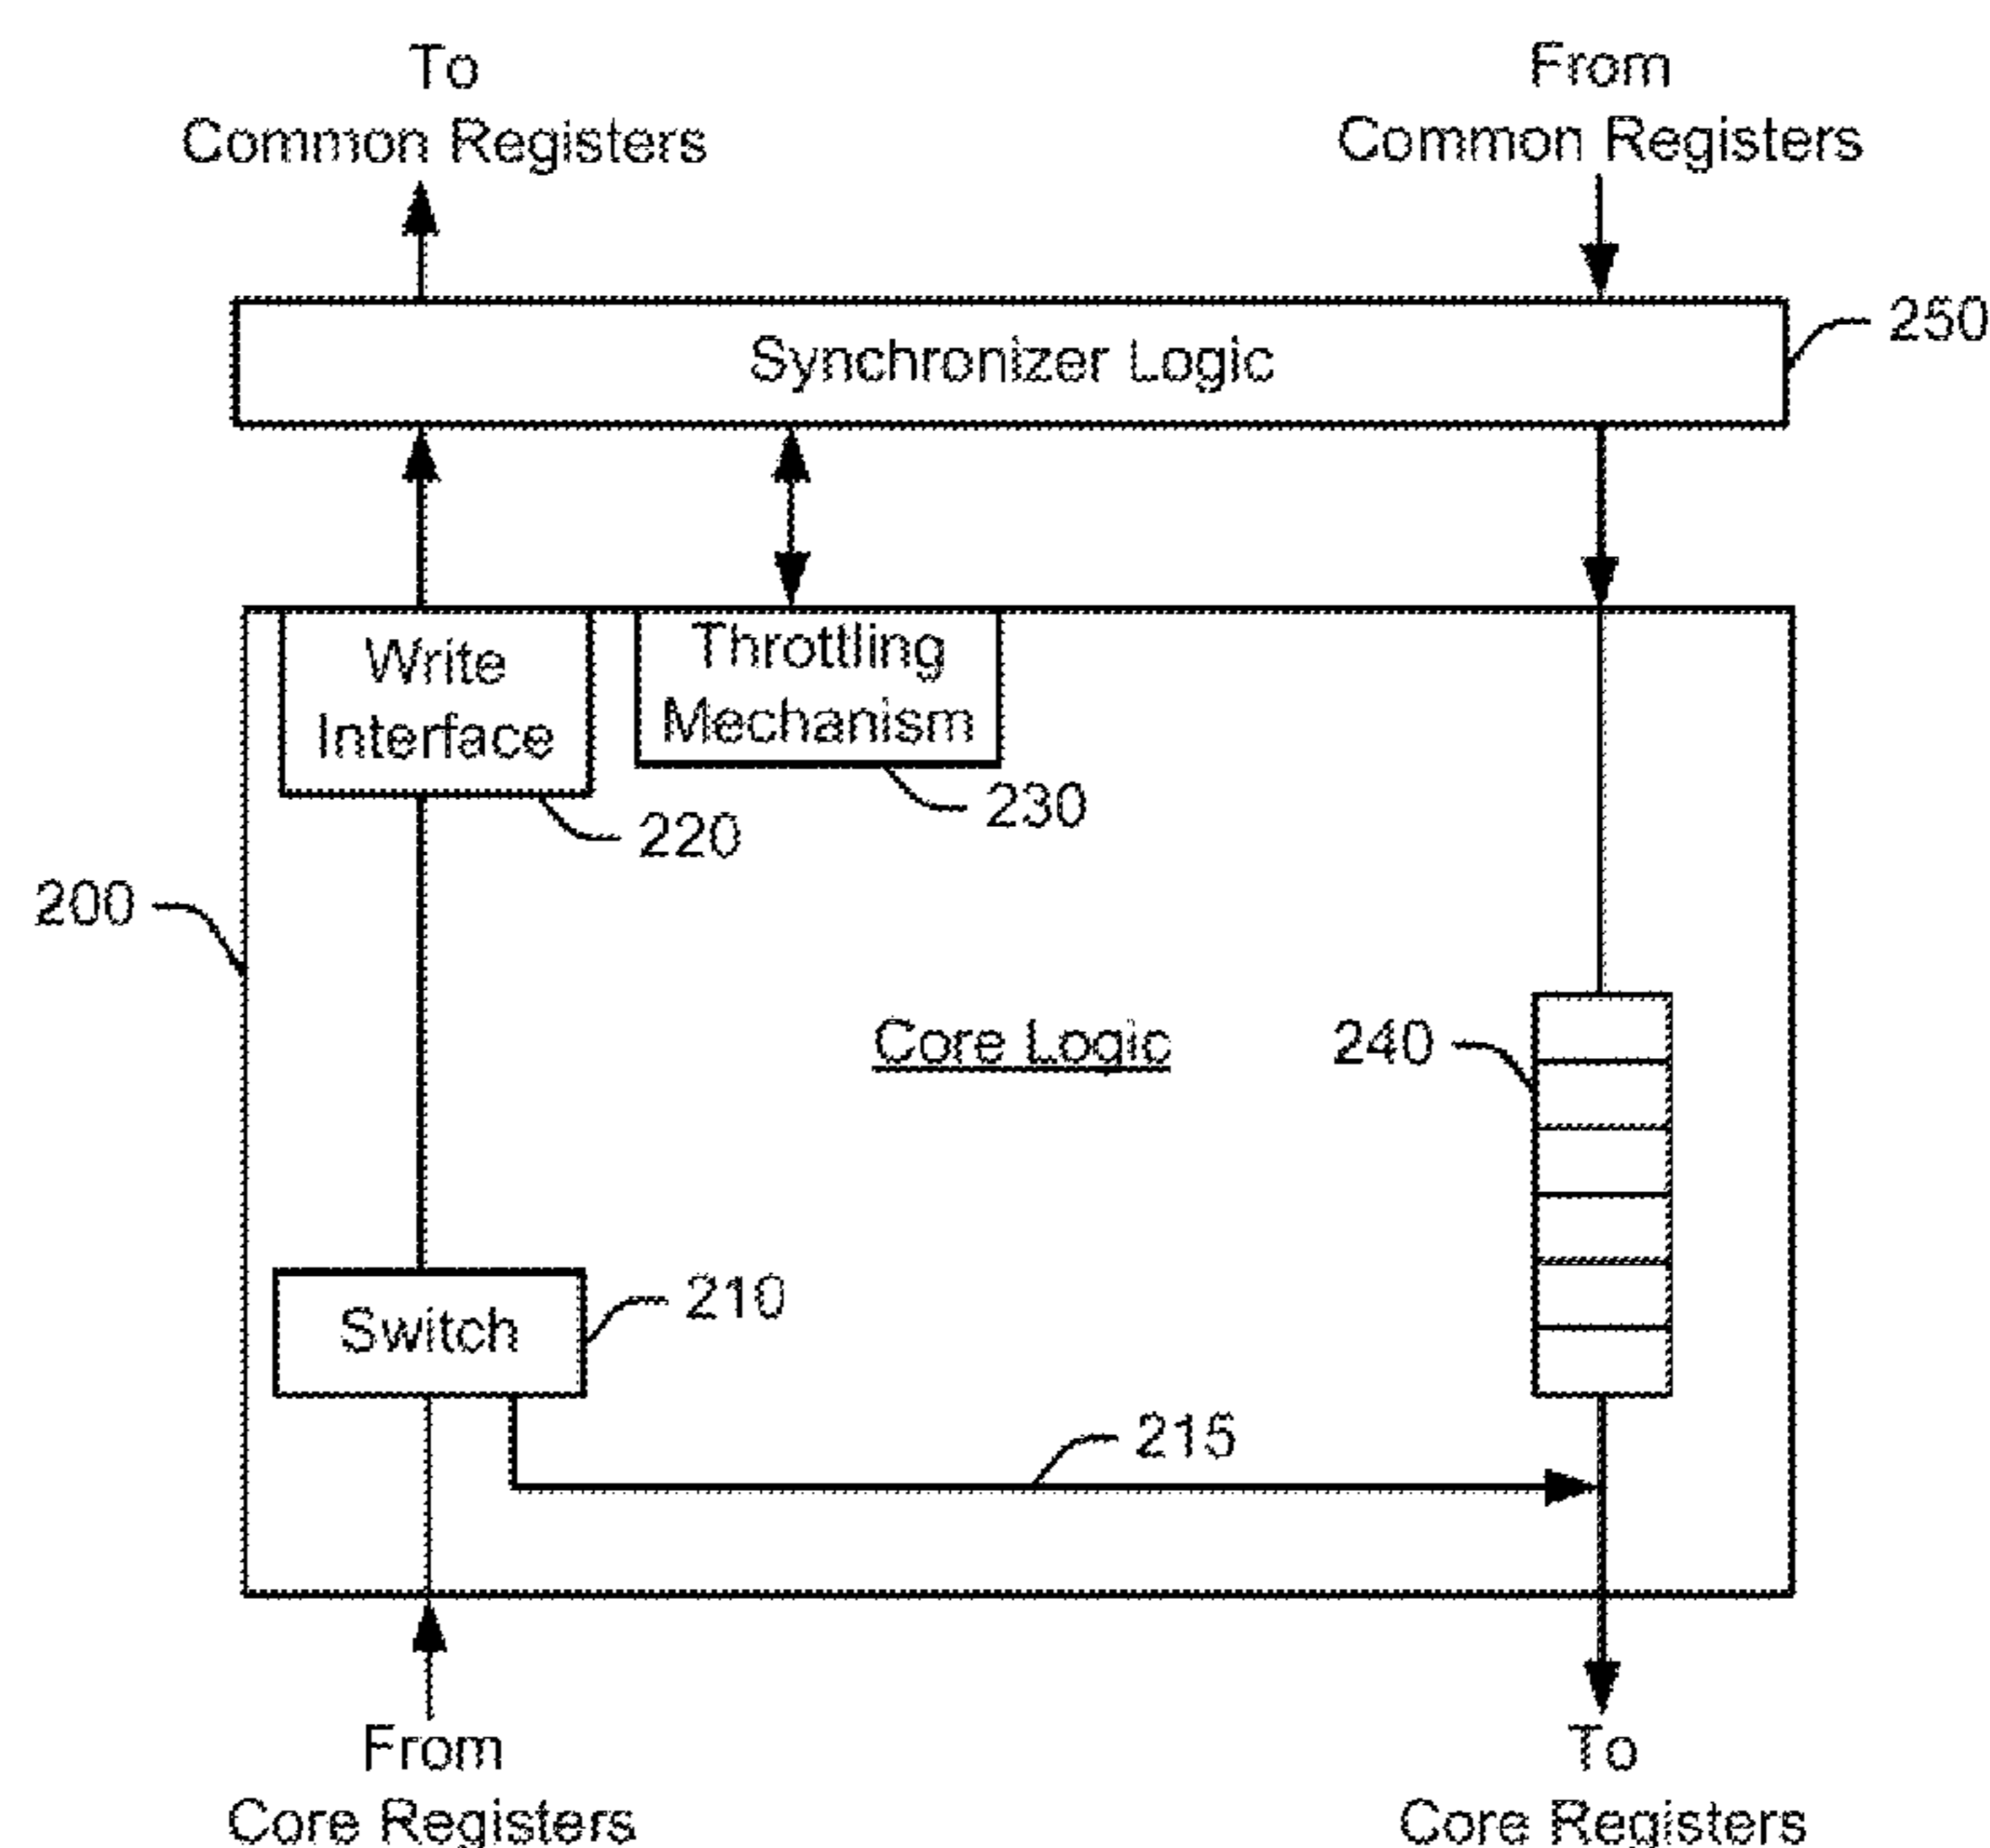 To
Common Registers
From
Common Registers
Synchronizer Logic
250
Write
Interface
Throttling
Mechanism
220
230
200
Core Logic
240
Switch
210
215
From
Core Registers
To
Core Registers